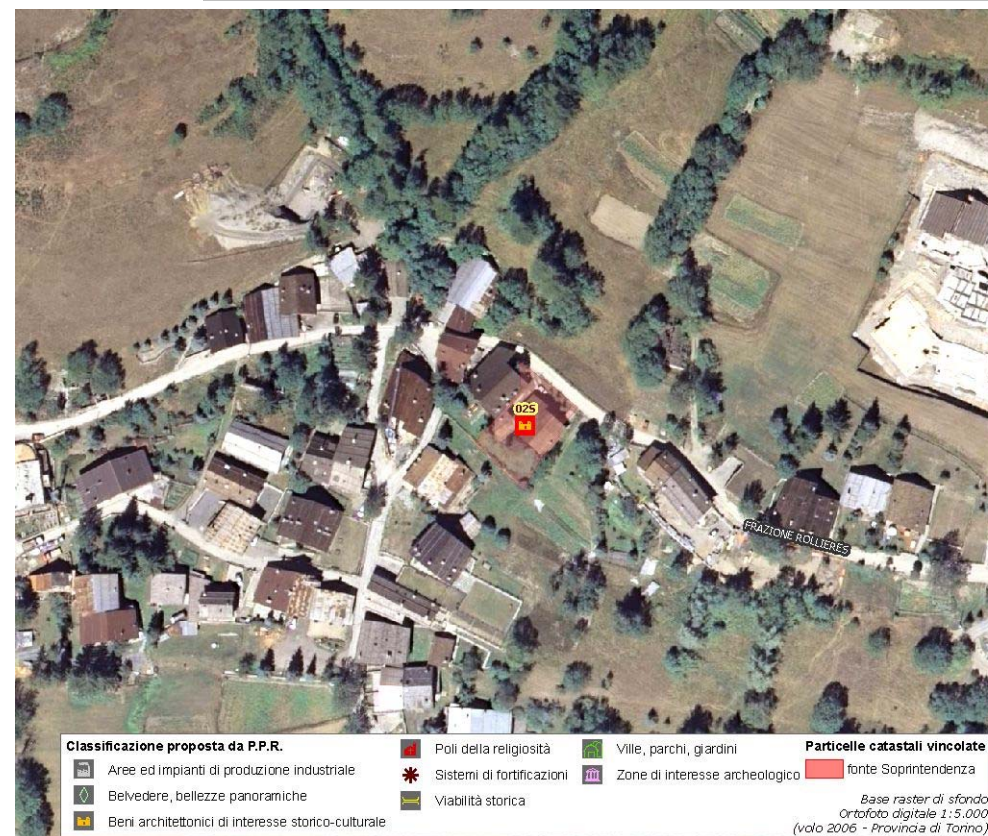 025
FRAZIONE ROLLIERES
Classificazione proposta da P.P.R.
Aree ed impianti di produzione industriale
Belvedere, bellezze panoramiche
Beni architettonici di interesse storico-culturale
Poli della religiosità
Sistemi di fortificazioni
Viabilità storica
Ville, parchi, giardini
Zone di interesse archeologico
Particelle catastali vincolate
fonte Soprintendenza
Base raster di sfondo
Ortofoto digitale 1:5.000
(volo 2006 - Provincia di Torino)